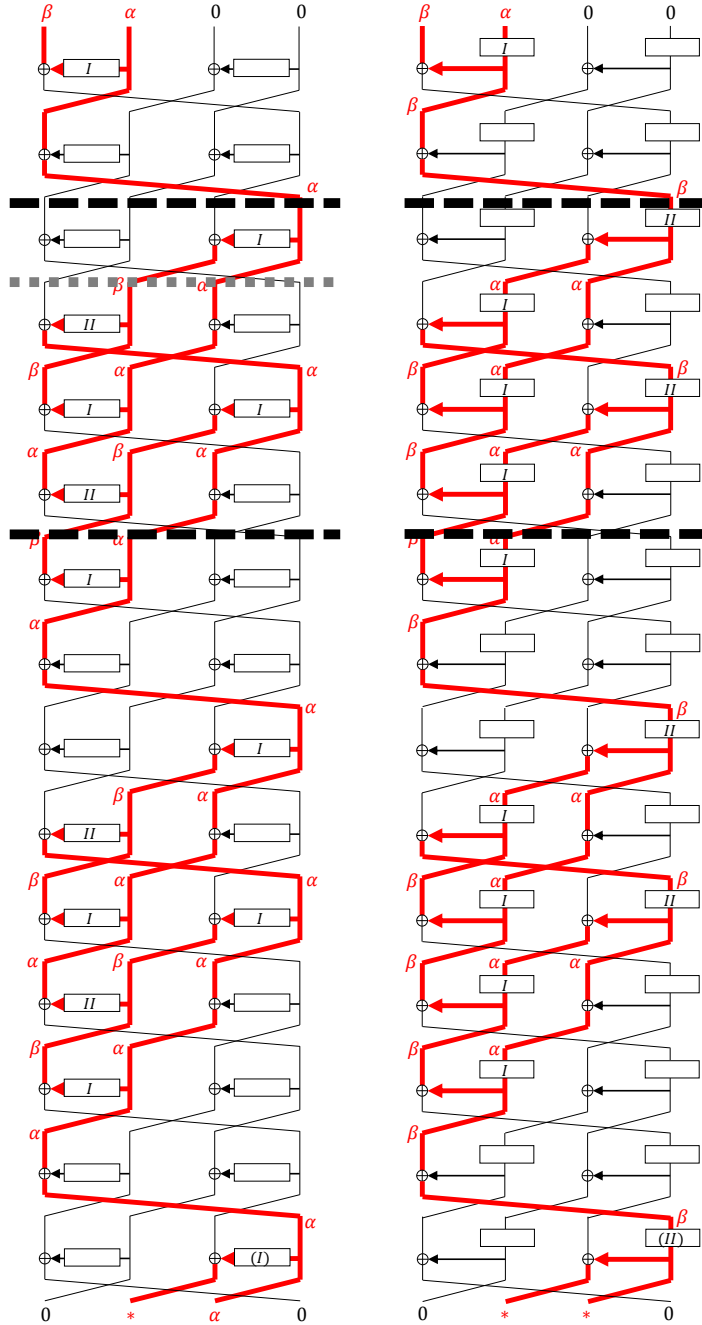 β α 0 0 β α 0 0
I I
α β
I II
β α α α
II I
β α α β α β
I I I II
α β α β α α
II I
β α β α
I I
α β
α β
I II
β α α α
II I
β α α β α β
I I I II
α β α β α α
II I
β α β α
I I
α β
α β
(I) (II)
0 * α 0 0 * * 0